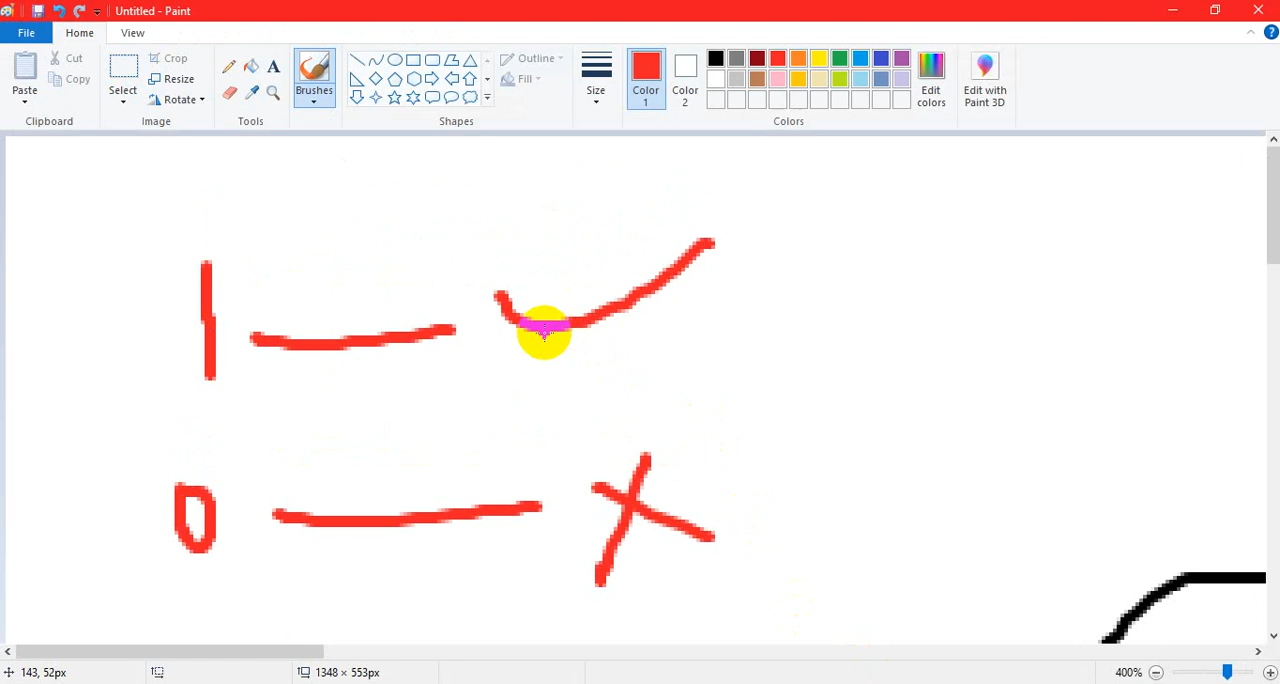 Untitled - Paint
File Home View
Paste
Cut
Copy
Clipboard
Select
Crop
Resize
Rotate
Image
A
Tools
Brushes
Outline
Fill
Shapes
Size
Color 1
Color 2
Edit colors
Colors
Edit with Paint 3D
1 — ✓
0 — X
143, 52px
1348 × 553px
400%